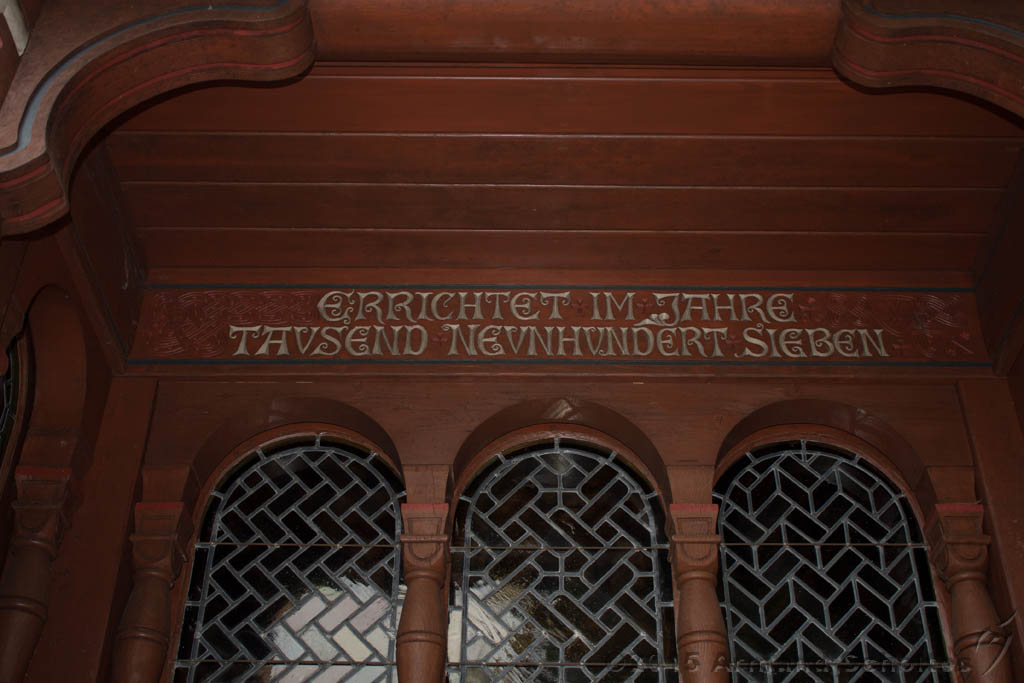 ERRICHTET IM JAHRE
TAVSEND NEVNHVNDERT SIEBEN